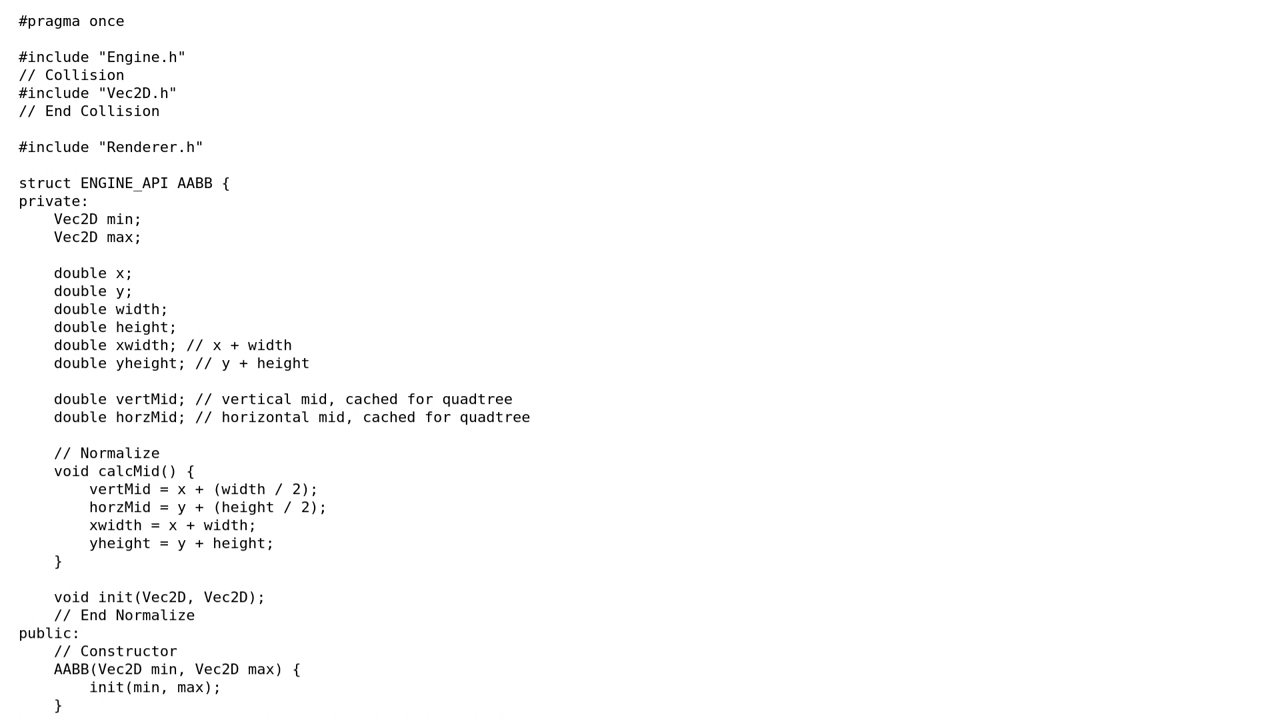 #pragma once

#include "Engine.h"
// Collision
#include "Vec2D.h"
// End Collision

#include "Renderer.h"

struct ENGINE_API AABB {
private:
    Vec2D min;
    Vec2D max;

    double x;
    double y;
    double width;
    double height;
    double xwidth; // x + width
    double yheight; // y + height

    double vertMid; // vertical mid, cached for quadtree
    double horzMid; // horizontal mid, cached for quadtree

    // Normalize
    void calcMid() {
        vertMid = x + (width / 2);
        horzMid = y + (height / 2);
        xwidth = x + width;
        yheight = y + height;
    }

    void init(Vec2D, Vec2D);
    // End Normalize
public:
    // Constructor
    AABB(Vec2D min, Vec2D max) {
        init(min, max);
    }